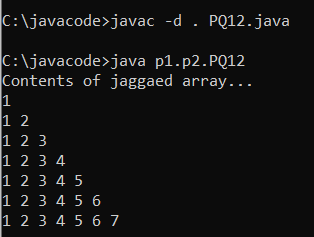 C:\javacode>javac -d . PQ12.java
C:\javacode>java p1.p2.PQ12
Contents of jaggaed array...
1
1 2
1 2 3
1 2 3 4
1 2 3 4 5
1 2 3 4 5 6
1 2 3 4 5 6 7